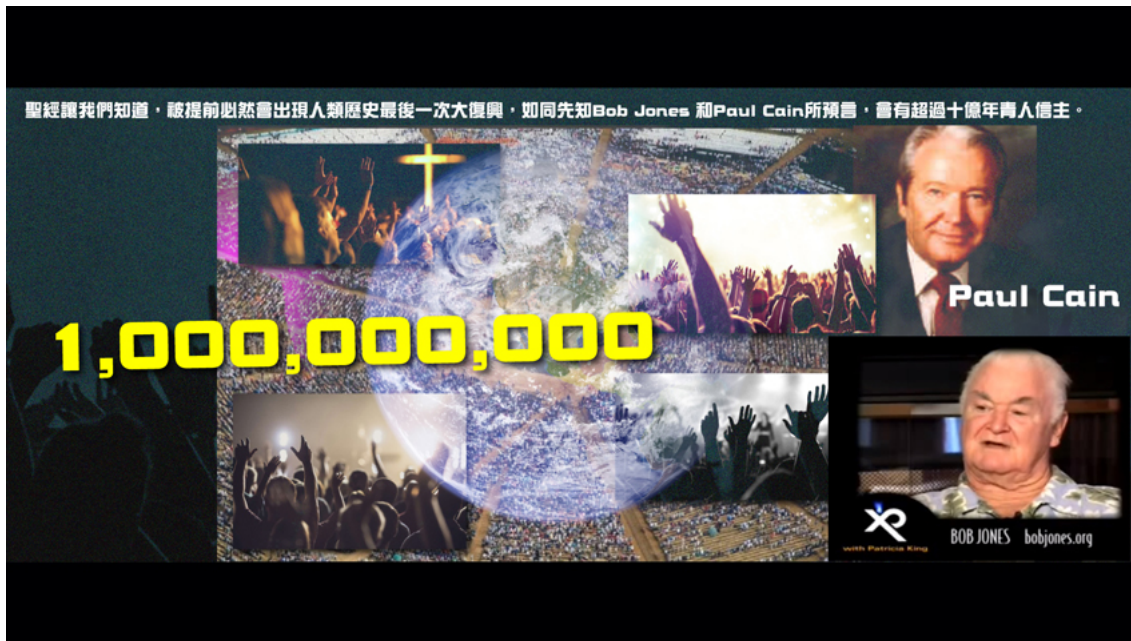 聖經讓我們知道，被提前必然會出現人類歷史最後一次大復興，如同先知Bob Jones 和Paul Cain所預言，會有超過十億年青人信主。
Paul Cain
1,000,000,000
XR
with Patricia King
BOB JONES bobjones.org